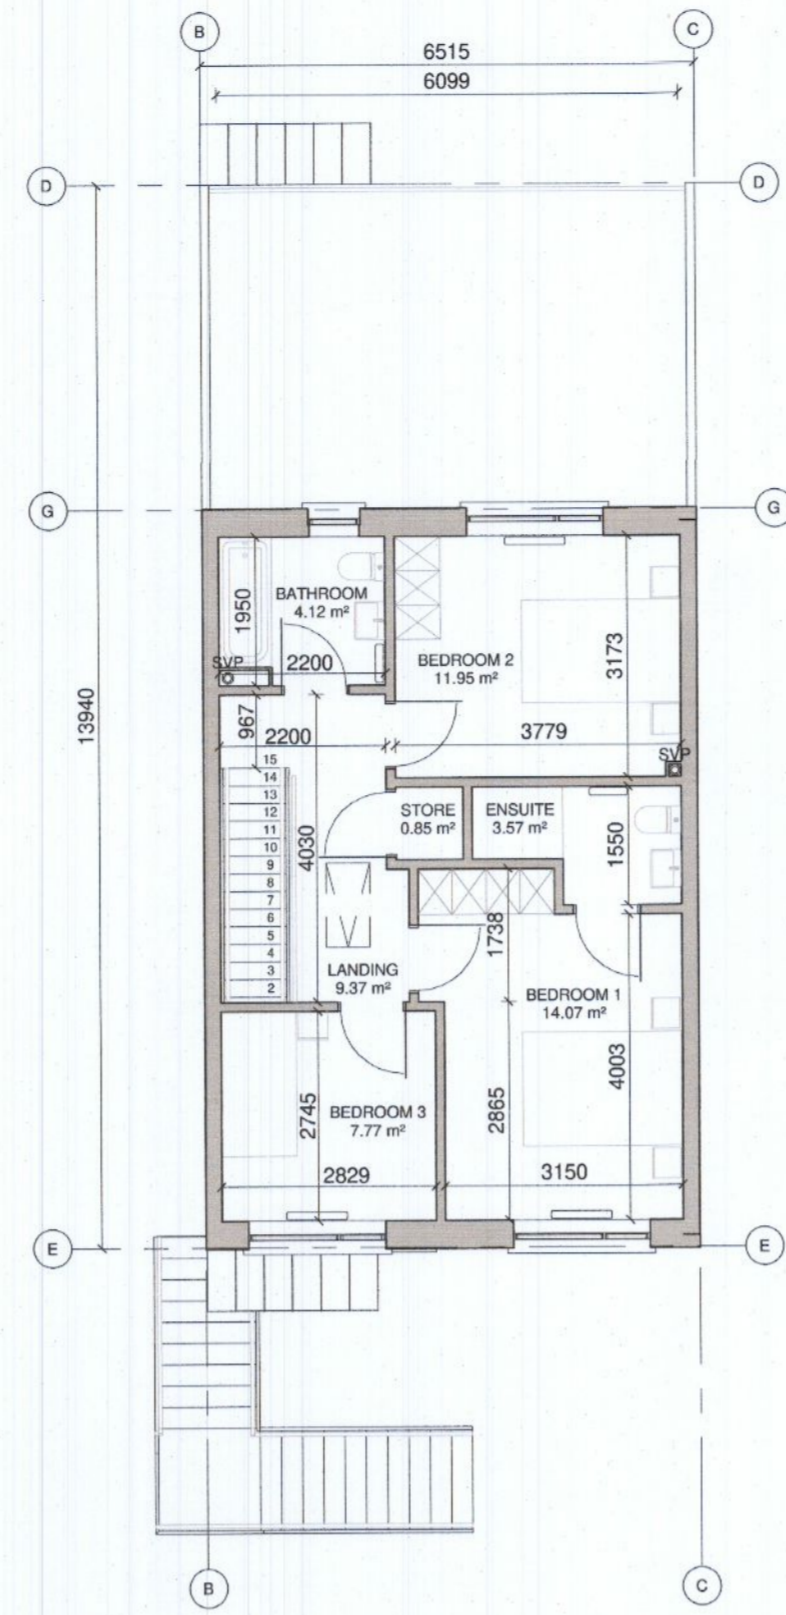 B
C
6515
6099
D
D
G
G
BATHROOM
4.12 m²
1950
2200
SVP
BEDROOM 2
11.95 m²
3173
13940
967
2200
3779
SVP
15
14
13
12
11
10
9
8
7
6
5
4
3
2
4030
STORE
0.85 m²
ENSUITE
3.57 m²
1550
1738
LANDING
9.37 m²
BEDROOM 1
14.07 m²
2745
BEDROOM 3
7.77 m²
2865
4003
2829
3150
E
E
B
C